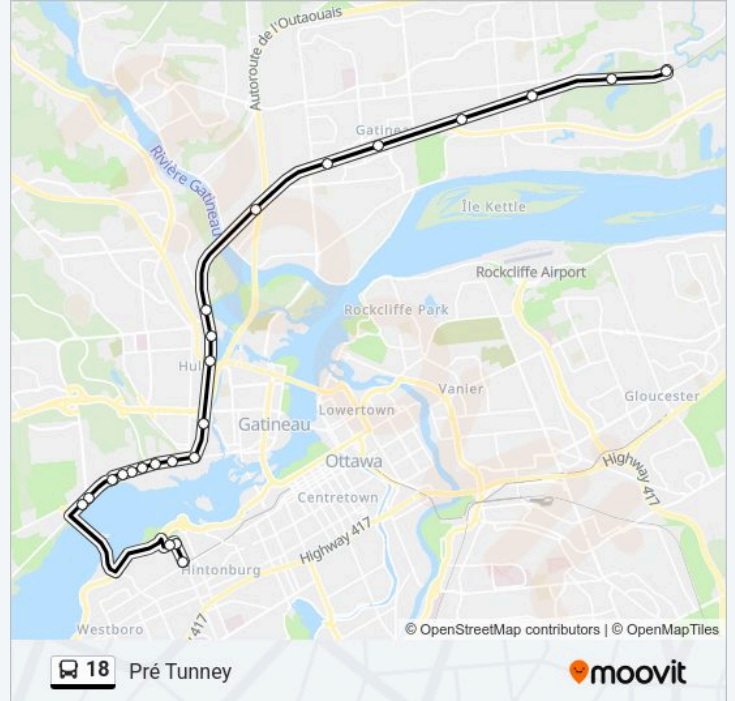 Autoroute de l'Outaouais
Gatine
Rivière Gatineau
Île Kettle
Rockcliffe Airport
Rockcliffe Park
Hul
Vanier
Gloucester
Lowertown
Gatineau
Ottawa
Highway 417
Centretown
Highway 417
Hintonburg
417
Westboro
© OpenStreetMap contributors | © OpenMapTiles
18 Pré Tunney
moovit